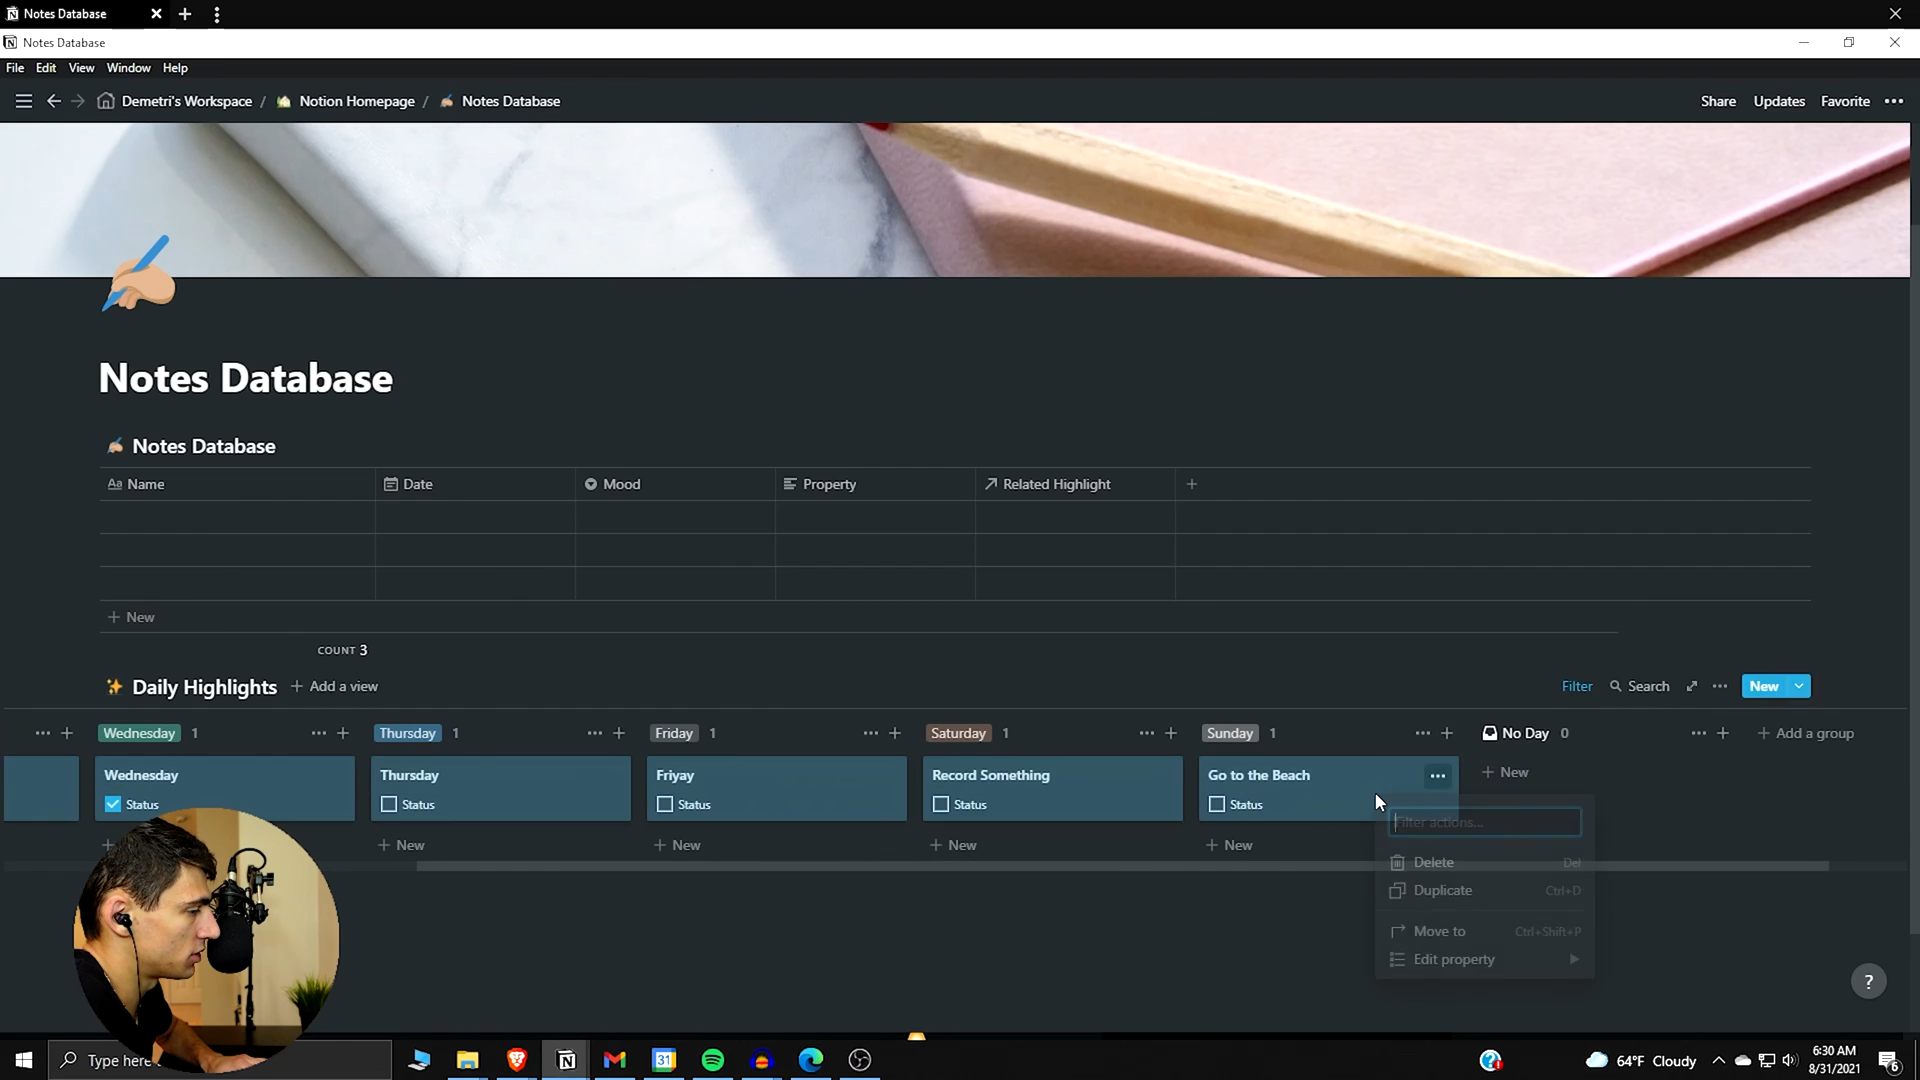 Notes Database
Notes Database
File Edit View Window Help
Demetri's Workspace / Notion Homepage / Notes Database
Share Updates Favorite
Notes Database
Notes Database
Aa Name Date Mood Property Related Highlight
New
COUNT 3
Daily Highlights Add a view
Filter Search New
Wednesday 1 Thursday 1 Friday 1 Saturday 1 Sunday 1 No Day 0 Add a group
Wednesday Thursday Friyay Record Something Go to the Beach New
Status Status Status Status Status
Filter actions...
New New New New
Delete Del
Duplicate Ctrl+D
Move to Ctrl+Shift+P
Edit property
?
Type here
31
64°F Cloudy
6:30 AM
8/31/2021
6